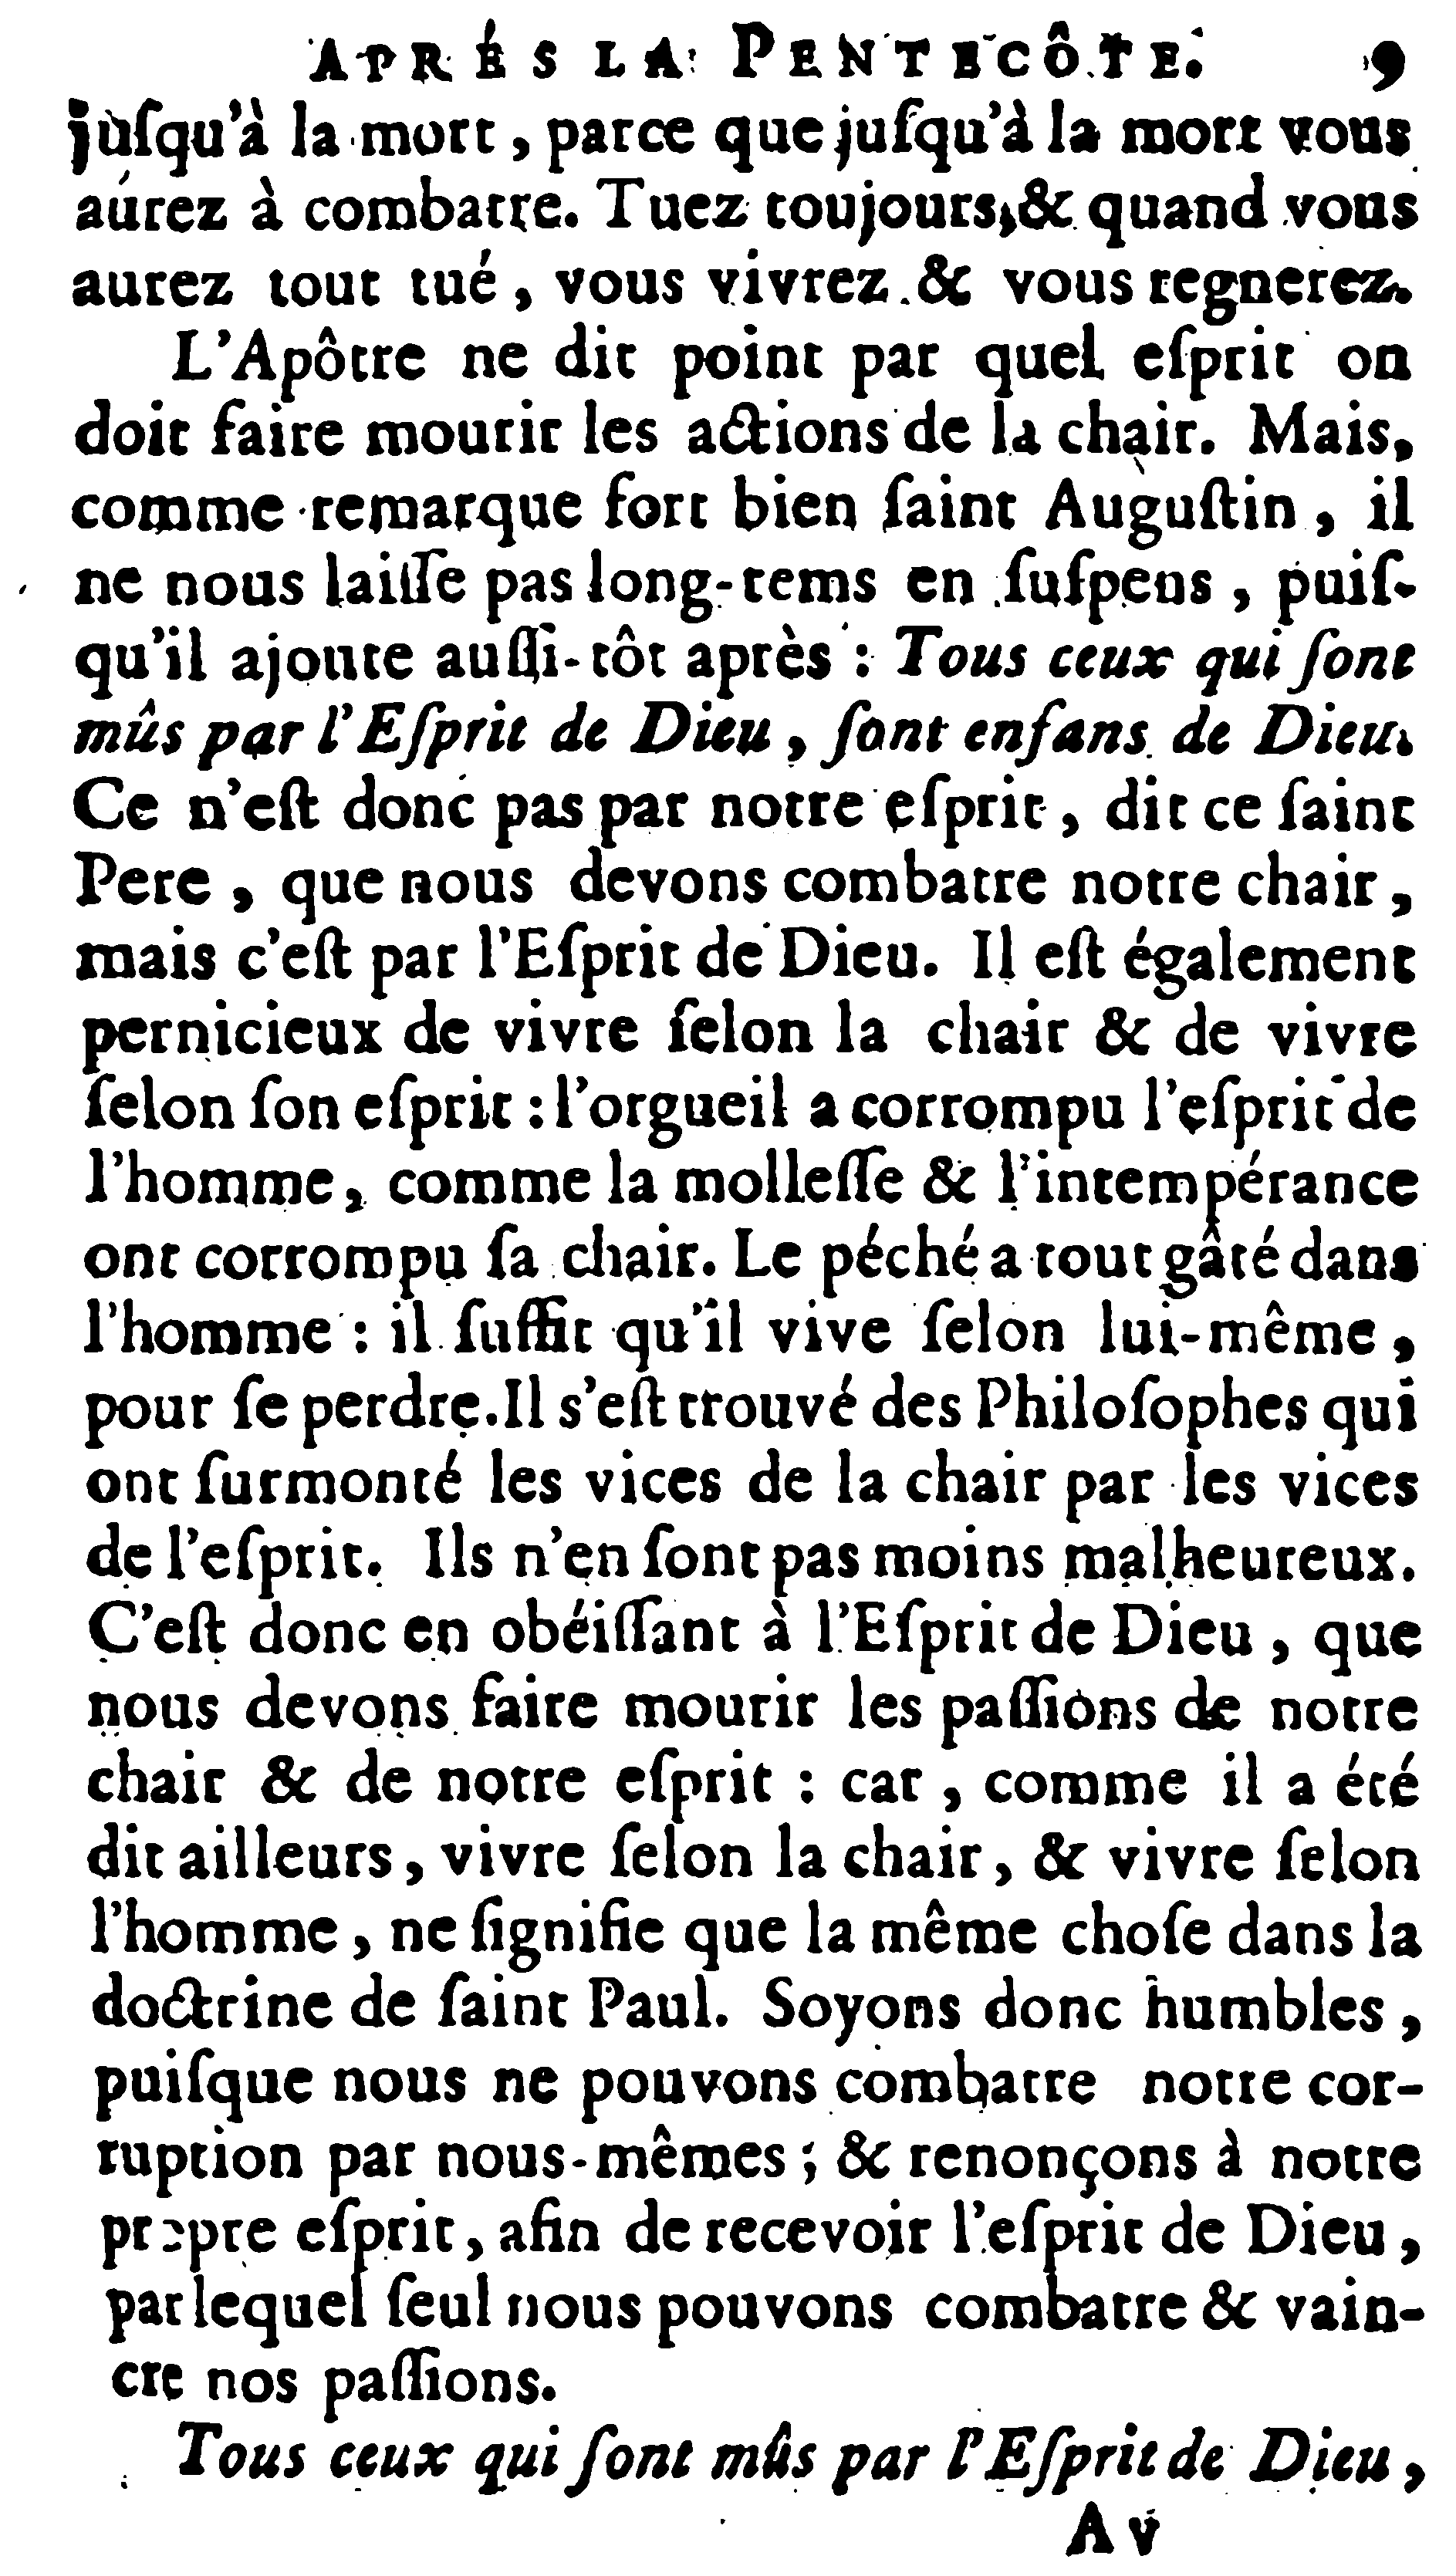 APRÉS LA PENTECÔTE. 9
juſqu'à la mort, parce que juſqu'à la mort vous
aurez à combatre. Tuez toujours, & quand vous
aurez tout tué, vous vivrez & vous regnerez.
L'Apôtre ne dit point par quel eſprit on
doit faire mourir les actions de la chair. Mais,
comme remarque fort bien ſaint Auguſtin, il
ne nous laiſſe pas long-tems en ſuſpens, puiſ-
qu'il ajoute auſſi-tôt après : Tous ceux qui ſont
mûs par l'Eſprit de Dieu, ſont enfans de Dieu.
Ce n'eſt donc pas par notre eſprit, dit ce ſaint
Pere, que nous devons combatre notre chair,
mais c'eſt par l'Eſprit de Dieu. Il eſt également
pernicieux de vivre ſelon la chair & de vivre
ſelon ſon eſprit : l'orgueil a corrompu l'eſprit de
l'homme, comme la molleſſe & l'intempérance
ont corrompu ſa chair. Le péché a tout gâté dans
l'homme : il ſuffit qu'il vive ſelon lui-même,
pour ſe perdre. Il s'eſt trouvé des Philoſophes qui
ont ſurmonté les vices de la chair par les vices
de l'eſprit. Ils n'en ſont pas moins malheureux.
C'eſt donc en obéiſſant à l'Eſprit de Dieu, que
nous devons faire mourir les paſſions de notre
chair & de notre eſprit : car, comme il a été
dit ailleurs, vivre ſelon la chair, & vivre ſelon
l'homme, ne ſignifie que la même choſe dans la
doctrine de ſaint Paul. Soyons donc humbles,
puiſque nous ne pouvons combatre notre cor-
ruption par nous-mêmes ; & renonçons à notre
propre eſprit, afin de recevoir l'eſprit de Dieu,
par lequel ſeul nous pouvons combatre & vain-
cre nos paſſions.
Tous ceux qui ſont mûs par l'Eſprit de Dieu,
A v